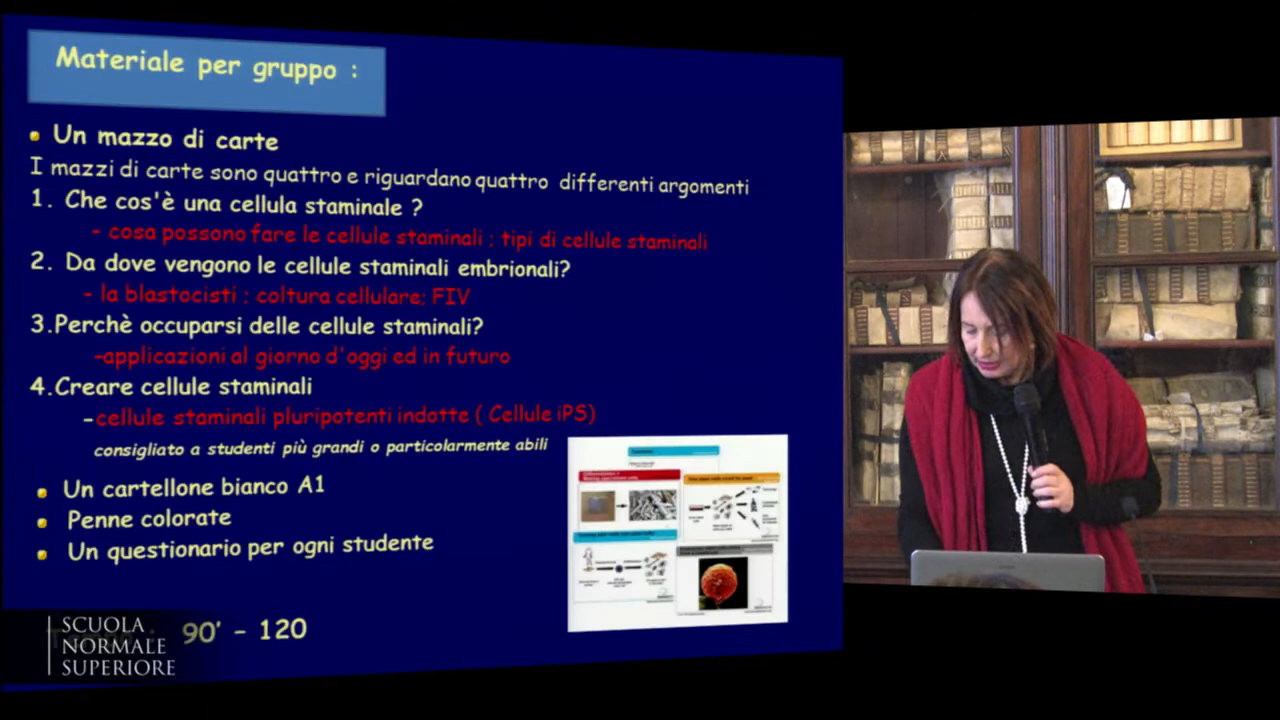 Materiale per gruppo :
Un mazzo di carte
I mazzi di carte sono quattro e riguardano quattro differenti argomenti
1. Che cos'è una cellula staminale ?
- cosa possono fare le cellule staminali ; tipi di cellule staminali
2. Da dove vengono le cellule staminali embrionali?
- la blastocisti ; coltura cellulare; FIV
3.Perchè occuparsi delle cellule staminali?
-applicazioni al giorno d'oggi ed in futuro
4.Creare cellule staminali
-cellule staminali pluripotenti indotte ( Cellule iPS)
consigliato a studenti più grandi o particolarmente abili
Un cartellone bianco A1
Penne colorate
Un questionario per ogni studente
90' - 120
SCUOLA
NORMALE
SUPERIORE